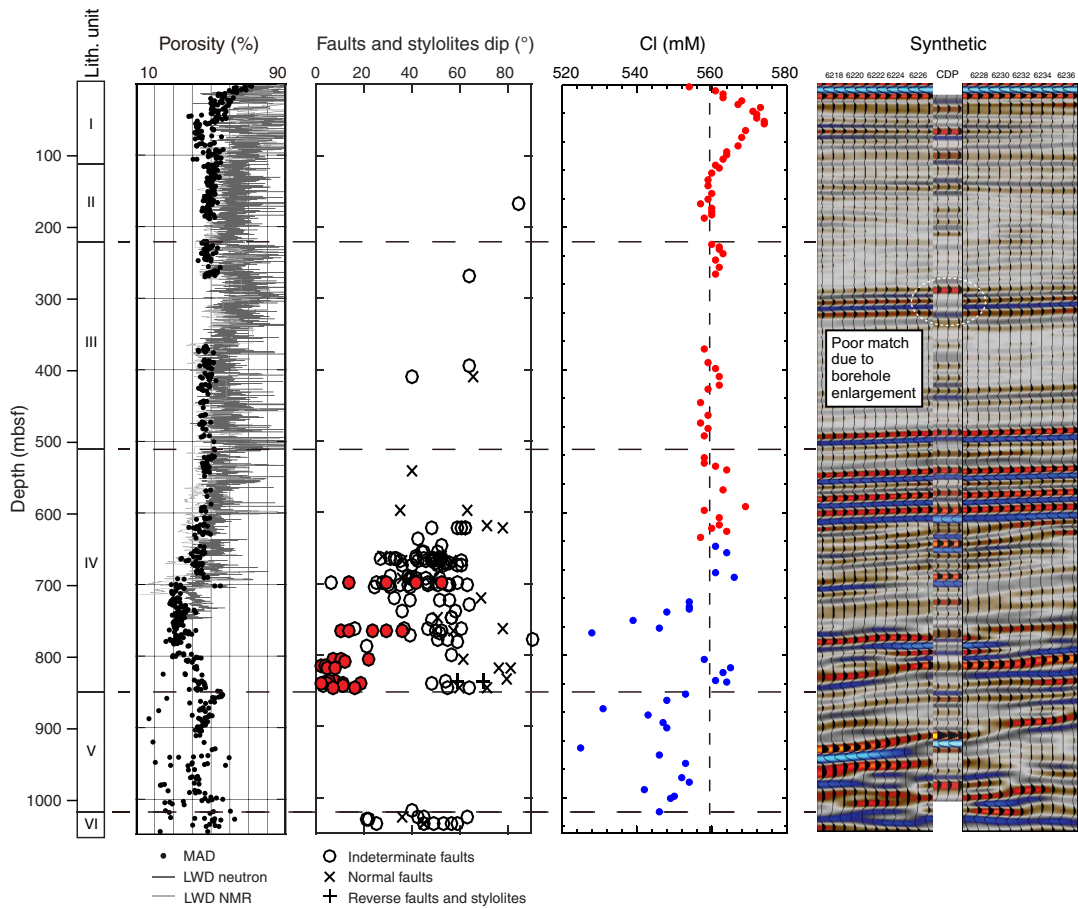 Lith. unit
Porosity (%)
Faults and stylolites dip (°)
Cl (mM)
Synthetic
10 90
0 20 40 60 80
520 540 560 580
6218 6220 6222 6224 6226 CDP 6228 6230 6232 6234 6236
Depth (mbsf)
100
200
300
400
500
600
700
800
900
1000
I
II
III
IV
V
VI
Poor match
due to
borehole
enlargement
MAD
LWD neutron
LWD NMR
Indeterminate faults
Normal faults
Reverse faults and stylolites